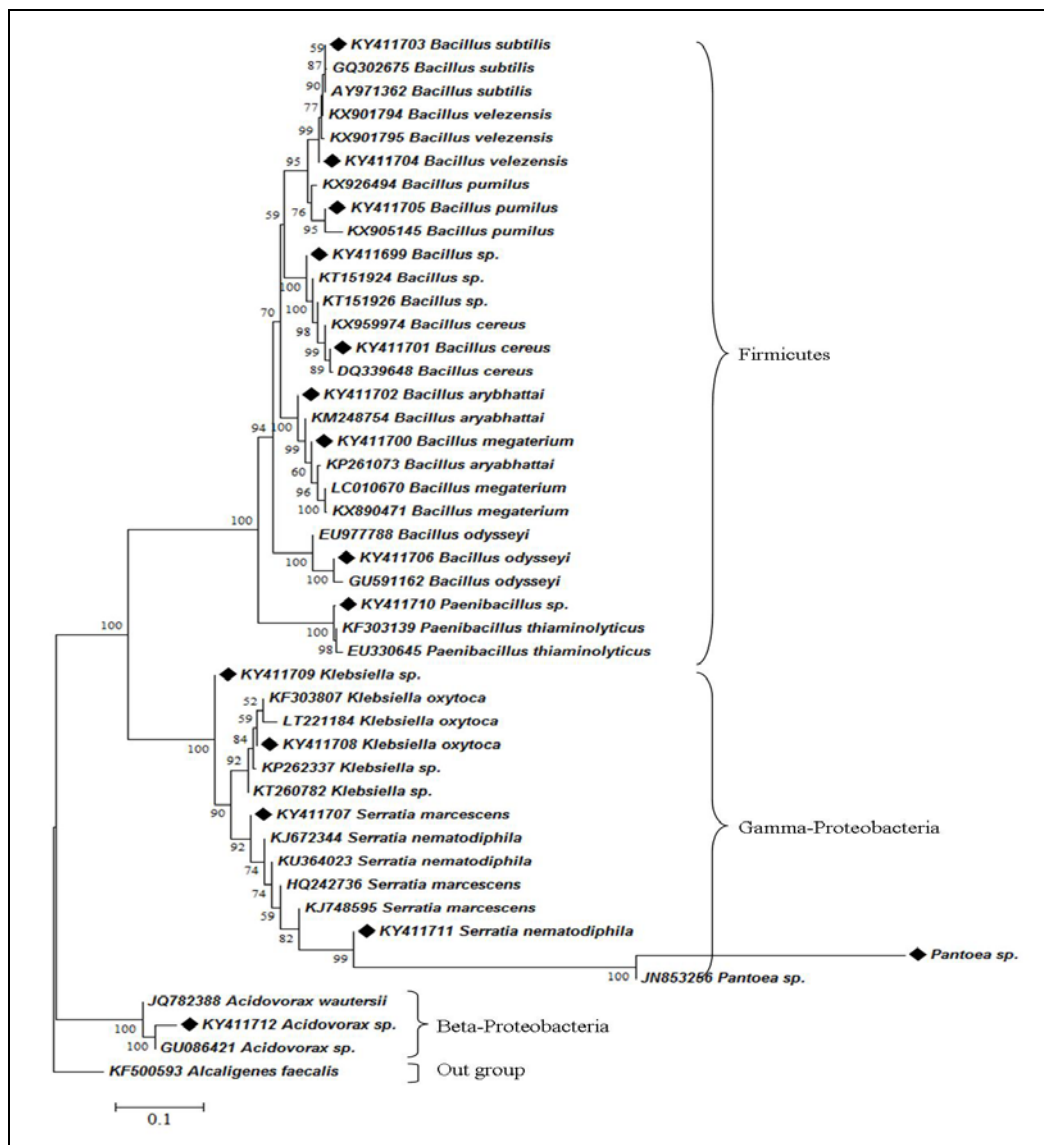 59 KY411703 Bacillus subtilis
87 GQ302675 Bacillus subtilis
90 AY971362 Bacillus subtilis
77 KX901794 Bacillus velezensis
99 KX901795 Bacillus velezensis
95 KY411704 Bacillus velezensis
KX926494 Bacillus pumilus
59 76 KY411705 Bacillus pumilus
95 KX905145 Bacillus pumilus
KY411699 Bacillus sp.
100 KT151924 Bacillus sp.
100 KT151926 Bacillus sp.
70 98 KX959974 Bacillus cereus
99 KY411701 Bacillus cereus
Firmicutes
89 DQ339648 Bacillus cereus
KY411702 Bacillus arybhattai
KM248754 Bacillus aryabhattai
94 100 KY411700 Bacillus megaterium
99
60 KP261073 Bacillus aryabhattai
96 LC010670 Bacillus megaterium
100 KX890471 Bacillus megaterium
100 EU977788 Bacillus odysseyi
100 KY411706 Bacillus odysseyi
100 GU591162 Bacillus odysseyi
KY411710 Paenibacillus sp.
100 100 KF303139 Paenibacillus thiaminolyticus
98 EU330645 Paenibacillus thiaminolyticus
KY411709 Klebsiella sp.
52 KF303807 Klebsiella oxytoca
59 LT221184 Klebsiella oxytoca
100 84 KY411708 Klebsiella oxytoca
92 KP262337 Klebsiella sp.
KT260782 Klebsiella sp.
90 KY411707 Serratia marcescens
Gamma-Proteobacteria
92 KJ672344 Serratia nematodiphila
74 KU364023 Serratia nematodiphila
74 HQ242736 Serratia marcescens
59 KJ748595 Serratia marcescens
82 KY411711 Serratia nematodiphila
99 Pantoea sp.
100 JN853256 Pantoea sp.
JQ782388 Acidovorax wautersii
100 KY411712 Acidovorax sp.
Beta-Proteobacteria
100 GU086421 Acidovorax sp.
KF500593 Alcaligenes faecalis
Out group
0.1